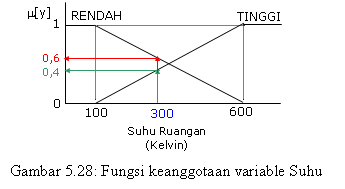 μ[y]
RENDAH
TINGGI
1
0,6
0,4
0
100
300
600
Suhu Ruangan
(Kelvin)
Gambar 5.28: Fungsi keanggotaan variable Suhu